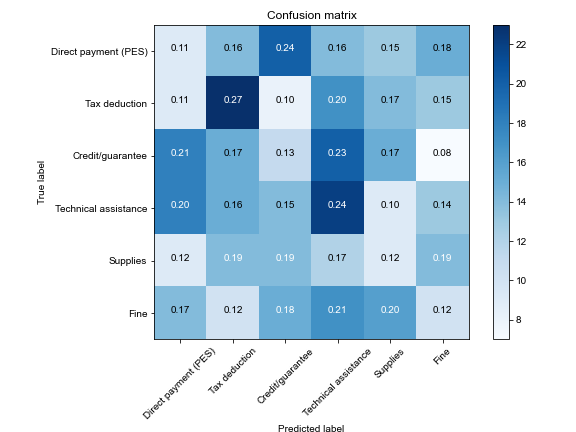 Confusion matrix
True label
Direct payment (PES) 0.11 0.16 0.24 0.16 0.15 0.18
Tax deduction 0.11 0.27 0.10 0.20 0.17 0.15
Credit/guarantee 0.21 0.17 0.13 0.23 0.17 0.08
Technical assistance 0.20 0.16 0.15 0.24 0.10 0.14
Supplies 0.12 0.19 0.19 0.17 0.12 0.19
Fine 0.17 0.12 0.18 0.21 0.20 0.12
Direct payment (PES) Tax deduction Credit/guarantee Technical assistance Supplies Fine
Predicted label
22
20
18
16
14
12
10
8